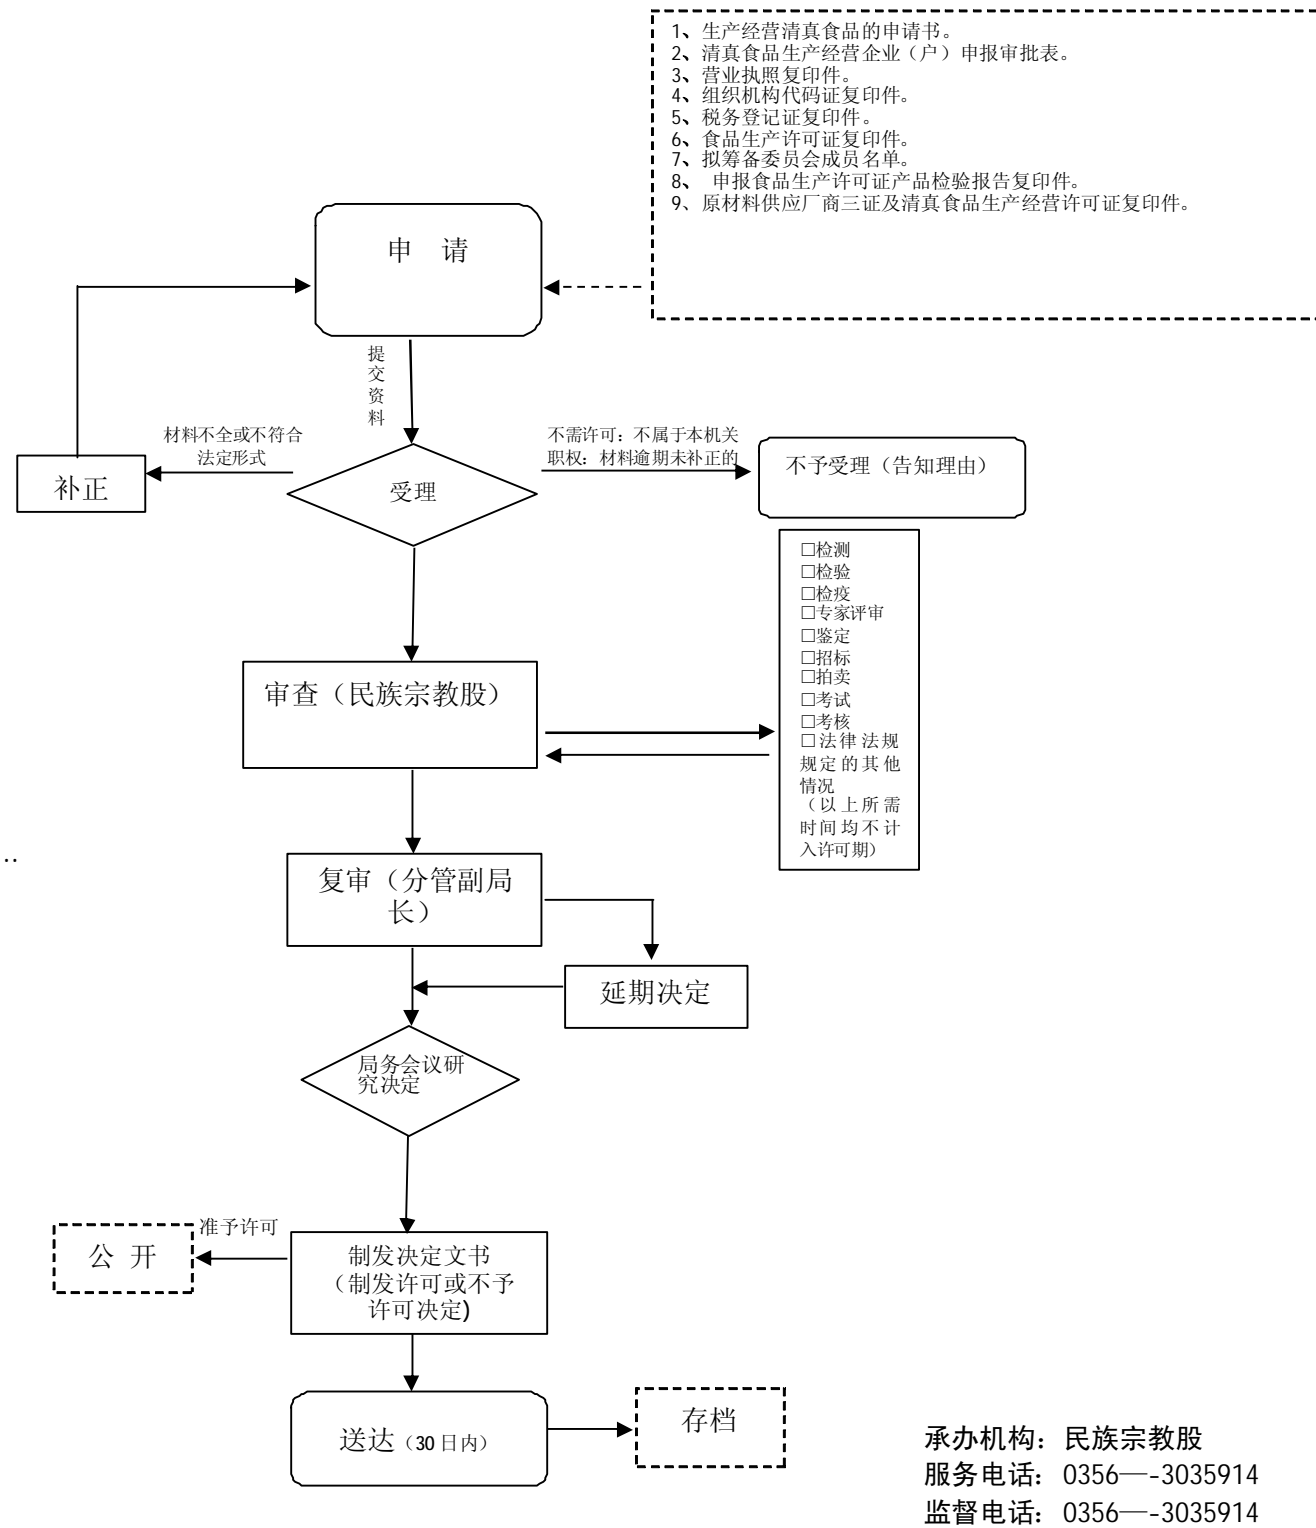 1、生产经营清真食品的申请书。
2、清真食品生产经营企业（户）申报审批表。
3、营业执照复印件。
4、组织机构代码证复印件。
5、税务登记证复印件。
6、食品生产许可证复印件。
7、拟筹备委员会成员名单。
8、 申报食品生产许可证产品检验报告复印件。
9、原材料供应厂商三证及清真食品生产经营许可证复印件。
申 请
提
交
资
料
材料不全或不符合
法定形式
不需许可：不属于本机关
职权：材料逾期未补正的
补正
受理
不予受理（告知理由）
□检测
□检验
□检疫
□专家评审
□鉴定
□招标
□拍卖
□考试
□考核
□法律法规
规定的其他
情况
（以上所需
时间均不计
入许可期）
审查（民族宗教股）
..
复审（分管副局
长）
延期决定
局务会议研
究决定
准予许可
公 开
制发决定文书
（制发许可或不予
许可决定)
送达（30日内）
存档
承办机构：民族宗教股
服务电话：0356—-3035914
监督电话：0356—-3035914